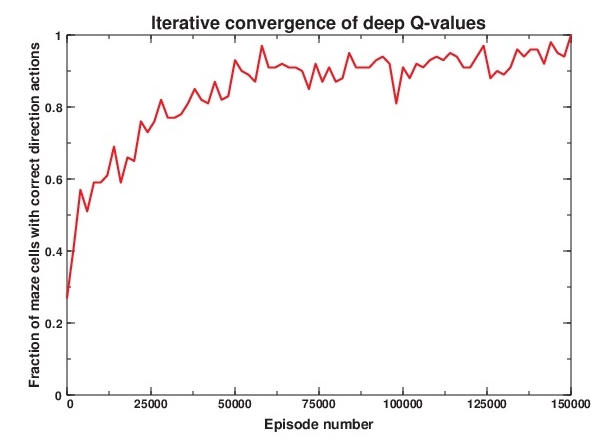 Iterative convergence of deep Q-values
Fraction of maze cells with correct direction actions
1
0.8
0.6
0.4
0.2
0
0 25000 50000 75000 100000 125000 150000
Episode number